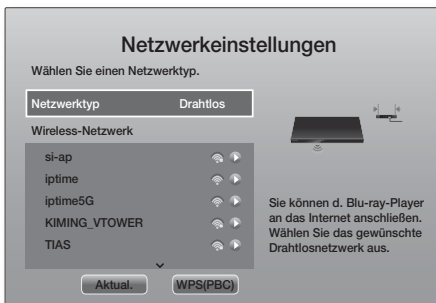 Netzwerkeinstellungen
Wählen Sie einen Netzwerktyp.
Netzwerktyp Drahtlos
Wireless-Netzwerk
si-ap
iptime
iptime5G
KIMING_VTOWER
TIAS
Aktual. WPS(PBC)
Sie können d. Blu-ray-Player
an das Internet anschließen.
Wählen Sie das gewünschte
Drahtlosnetzwerk aus.